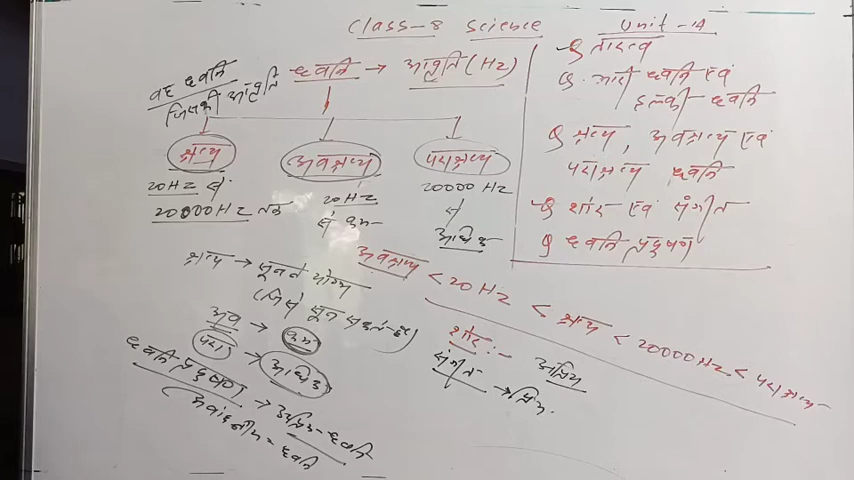 Class-8 Science
Unit-14
तारत्व
भारी ध्वनि एवं
हल्की ध्वनि
श्रव्य, अवश्रव्य एवं
पराश्रव्य ध्वनि
शोर एवं संगीत
ध्वनि प्रदूषण
ध्वनि → आवृति (Hz)
वह ध्वनि
जिसकी आवृति
श्रव्य
20Hz से
20000Hz तक
अवश्रव्य
20Hz
से कम
पराश्रव्य
20000 Hz
से
अधिक
श्रव्य → सुनने योग्य
(जिसे सुन सकते हैं)
अव → कम
परा → अधिक
ध्वनि प्रदूषण → अप्रिय-ध्वनि
(अवांछनीय - ध्वनि
अवश्रव्य < 20 Hz < श्रव्य < 20000Hz < पराश्रव्य
शोर :- अप्रिय
संगीत → प्रिय